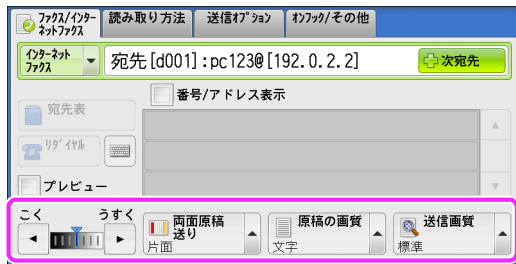 ファクス/インター
ネットファクス
読み取り方法
送信ｵﾌﾟｼｮﾝ
ｵﾝﾌｯｸ/その他
ｲﾝﾀｰﾈｯﾄ
ﾌｧｸｽ
宛先[d001]:pc123@[192.0.2.2]
次宛先
宛先表
番号/アドレス表示
ﾘﾀﾞｲﾔﾙ
プレビュー
こく
うすく
両面原稿
送り
片面
原稿の画質
文字
送信画質
標準